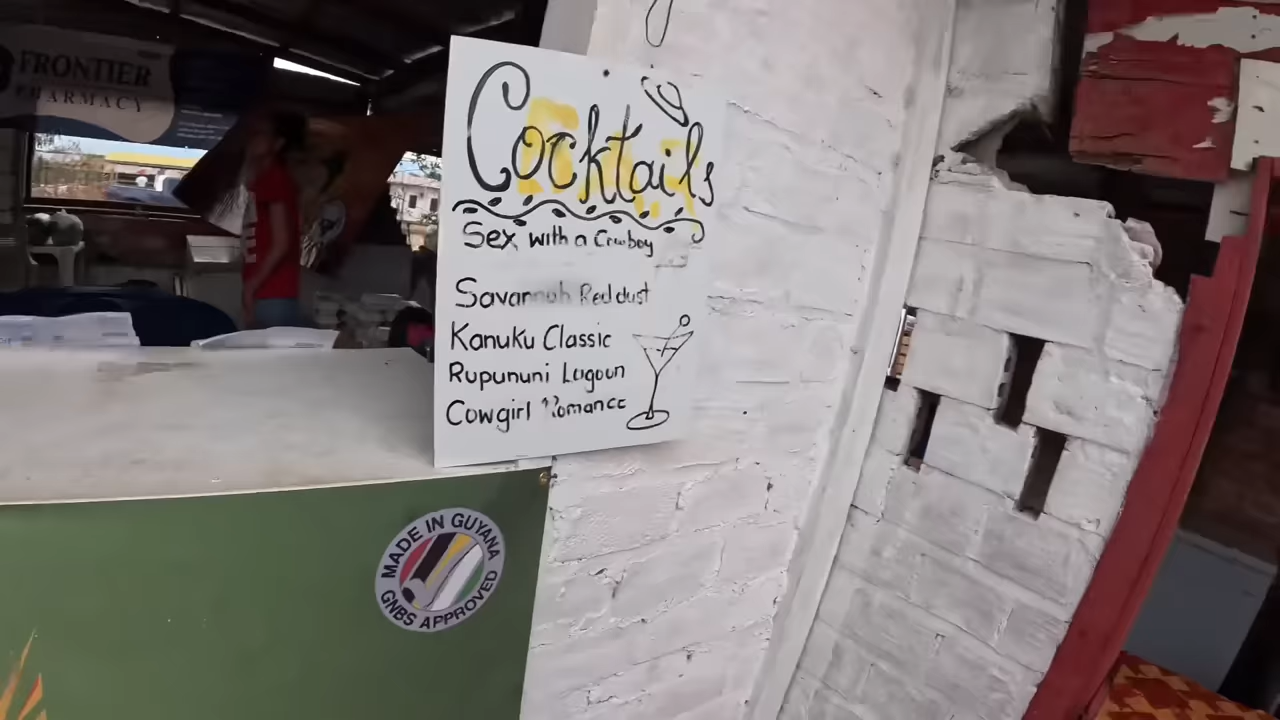 FRONTIER
PHARMACY
Cocktails
Sex with a Cowboy
Savannah Red dust
Kanuku Classic
Rupununi Lagoon
Cowgirl Romance
MADE IN GUYANA
GNBS APPROVED